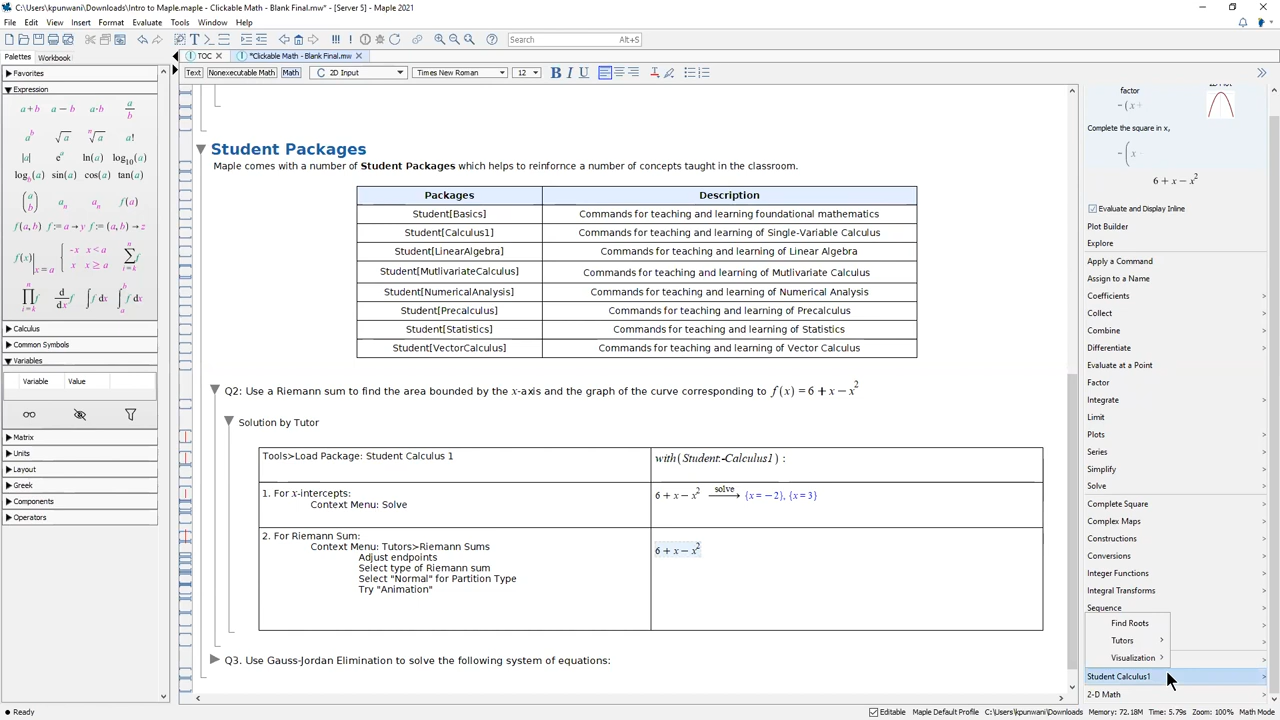 C:\Users\kpunwani\Downloads\Intro to Maple.maple - Clickable Math - Blank Final.mw* - [Server 5] - Maple 2021
File Edit View Insert Format Evaluate Tools Window Help
Search Alt+S
Palettes Workbook
TOC *Clickable Math - Blank Final.mw
Text Nonexecutable Math Math 2D Input Times New Roman 12 B I U
Favorites
Expression
a+b a−b a·b a/b
a^b √a ⁿ√a a!
|a| e^a ln(a) log10(a)
log_b(a) sin(a) cos(a) tan(a)
(a b) a_n a_n f(a)
f(a, b) f := a → y f := (a, b) → z
f(x)|x = a {-x x<a x x≥a ∑ f i=k n
∏ f i=k n d/dx f ∫f dx ∫ f dx a b
Calculus
Common Symbols
Variables
Variable Value
Matrix
Units
Layout
Greek
Components
Operators
Student Packages
Maple comes with a number of Student Packages which helps to reinfornce a number of concepts taught in the classroom.
Packages Description
Student[Basics] Commands for teaching and learning foundational mathematics
Student[Calculus1] Commands for teaching and learning of Single-Variable Calculus
Student[LinearAlgebra] Commands for teaching and learning of Linear Algebra
Student[MutlivariateCalculus] Commands for teaching and learning of Mutlivariate Calculus
Student[NumericalAnalysis] Commands for teaching and learning of Numerical Analysis
Student[Precalculus] Commands for teaching and learning of Precalculus
Student[Statistics] Commands for teaching and learning of Statistics
Student[VectorCalculus] Commands for teaching and learning of Vector Calculus
Q2: Use a Riemann sum to find the area bounded by the x-axis and the graph of the curve corresponding to f(x) = 6 + x − x²
Solution by Tutor
Tools>Load Package: Student Calculus 1 with(Student:-Calculus1) :
1. For x-intercepts: 6 + x − x² solve → {x = −2}, {x = 3}
Context Menu: Solve
2. For Riemann Sum:
Context Menu: Tutors>Riemann Sums 6 + x − x²
Adjust endpoints
Select type of Riemann sum
Select "Normal" for Partition Type
Try "Animation"
Q3. Use Gauss-Jordan Elimination to solve the following system of equations:
factor
− (x +
Complete the square in x,
− (x
6 + x − x²
Evaluate and Display Inline
Plot Builder
Explore
Apply a Command
Assign to a Name
Coefficients >
Collect >
Combine >
Differentiate >
Evaluate at a Point
Factor
Integrate >
Limit
Plots >
Series >
Simplify >
Solve >
Complete Square >
Complex Maps >
Constructions >
Conversions >
Integer Functions >
Integral Transforms >
Sequence >
Find Roots
Tutors >
Visualization >
Student Calculus1 >
2-D Math >
Ready Editable Maple Default Profile C:\Users\kpunwani\Downloads Memory: 72.18M Time: 5.79s Zoom: 100% Math Mode